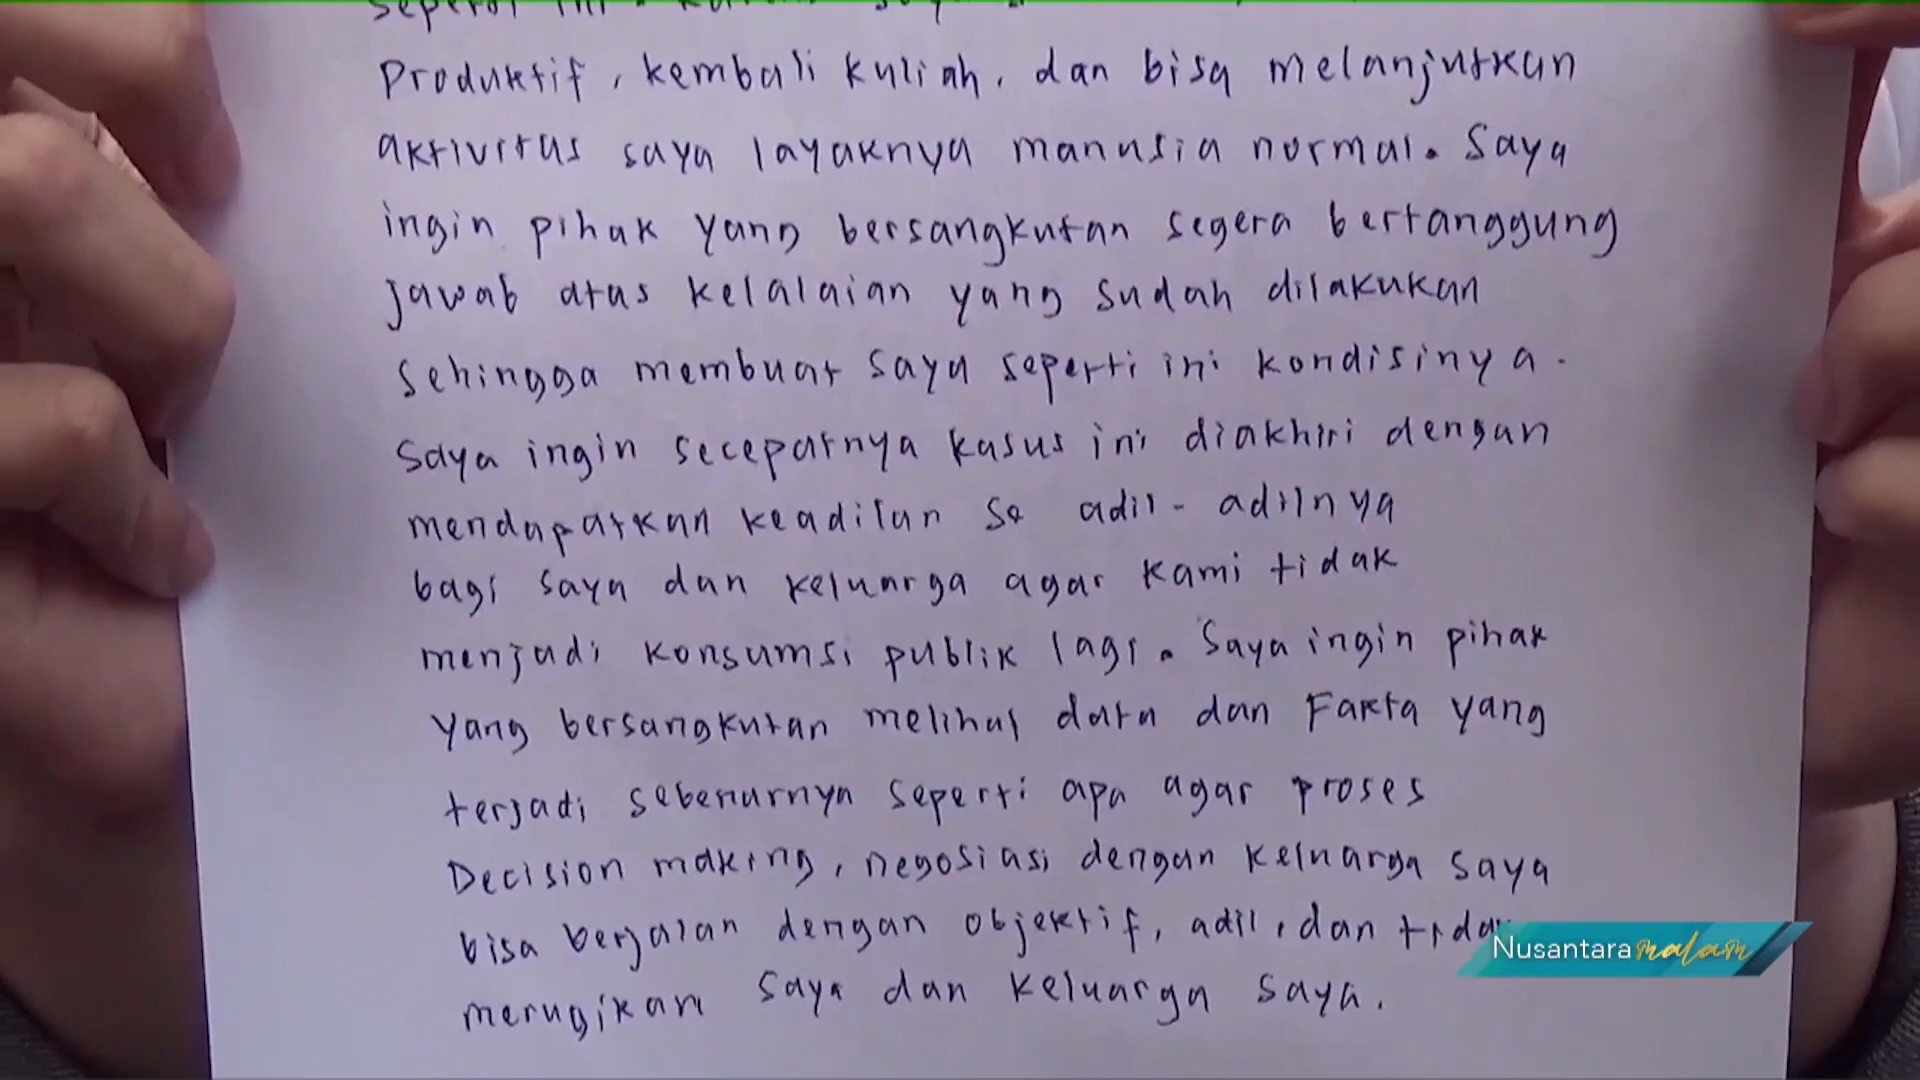 seperti ini. karena saya
Produktif, kembali kuliah, dan bisa melanjutkan
aktivitas saya layaknya manusia normal. Saya
ingin pihak yang bersangkutan segera bertanggung
jawab atas kelalaian yang sudah dilakukan
sehingga membuat saya seperti ini kondisinya.
Saya ingin secepatnya kasus ini diakhiri dengan
mendapatkan keadilan se adil-adilnya
bagi saya dan keluarga agar kami tidak
menjadi konsumsi publik lagi. Saya ingin pihak
yang bersangkutan melihat data dan Fakta yang
terjadi sebenarnya seperti apa agar proses
Decision making, negosiasi dengan keluarga saya
bisa berjalan dengan objektif, adil, dan tidak
merugikan saya dan keluarga saya.
Nusantara malam